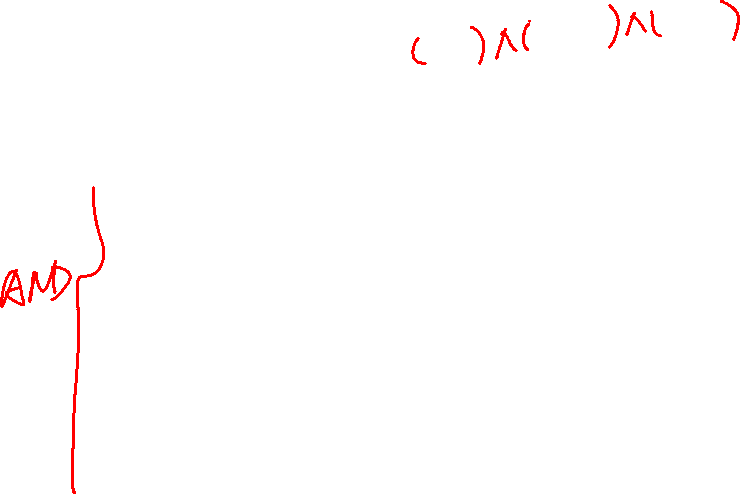 ( ) ∧ ( ) ∧ ( )
AND